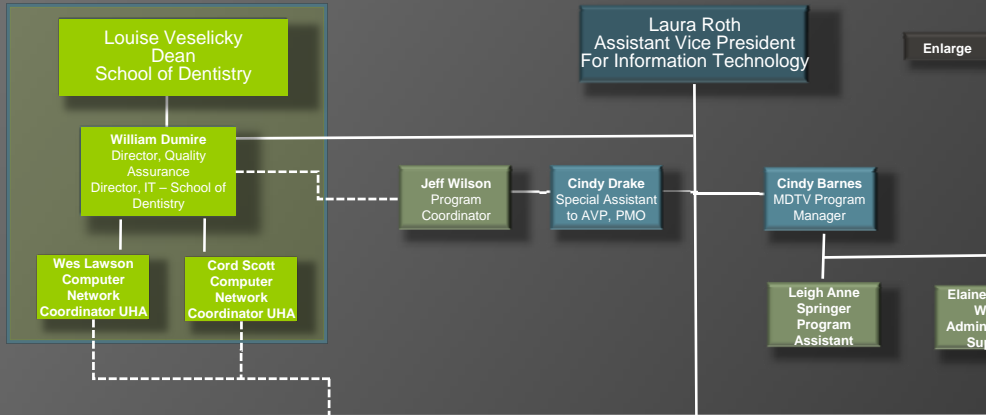 Louise Veselicky
Dean
School of Dentistry
Laura Roth
Assistant Vice President
For Information Technology
Enlarge
William Dumire
Director, Quality
Assurance
Director, IT – School of
Dentistry
Jeff Wilson
Program
Coordinator
Cindy Drake
Special Assistant
to AVP, PMO
Cindy Barnes
MDTV Program
Manager
Wes Lawson
Computer
Network
Coordinator UHA
Cord Scott
Computer
Network
Coordinator UHA
Leigh Anne
Springer
Program
Assistant
Elaine